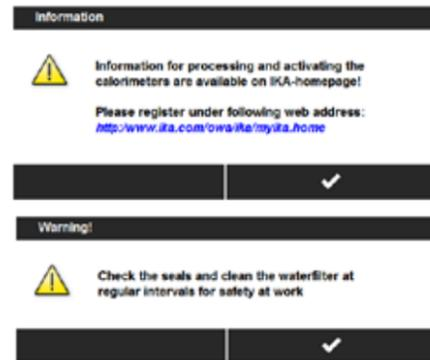 Information
Information for processing and activating the
calorimeters are available on IKA-homepage!
Please register under following web address:
http:/www.ika.com/owa/ika/myika.home
Warning!
Check the seals and clean the waterfilter at
regular intervals for safety at work